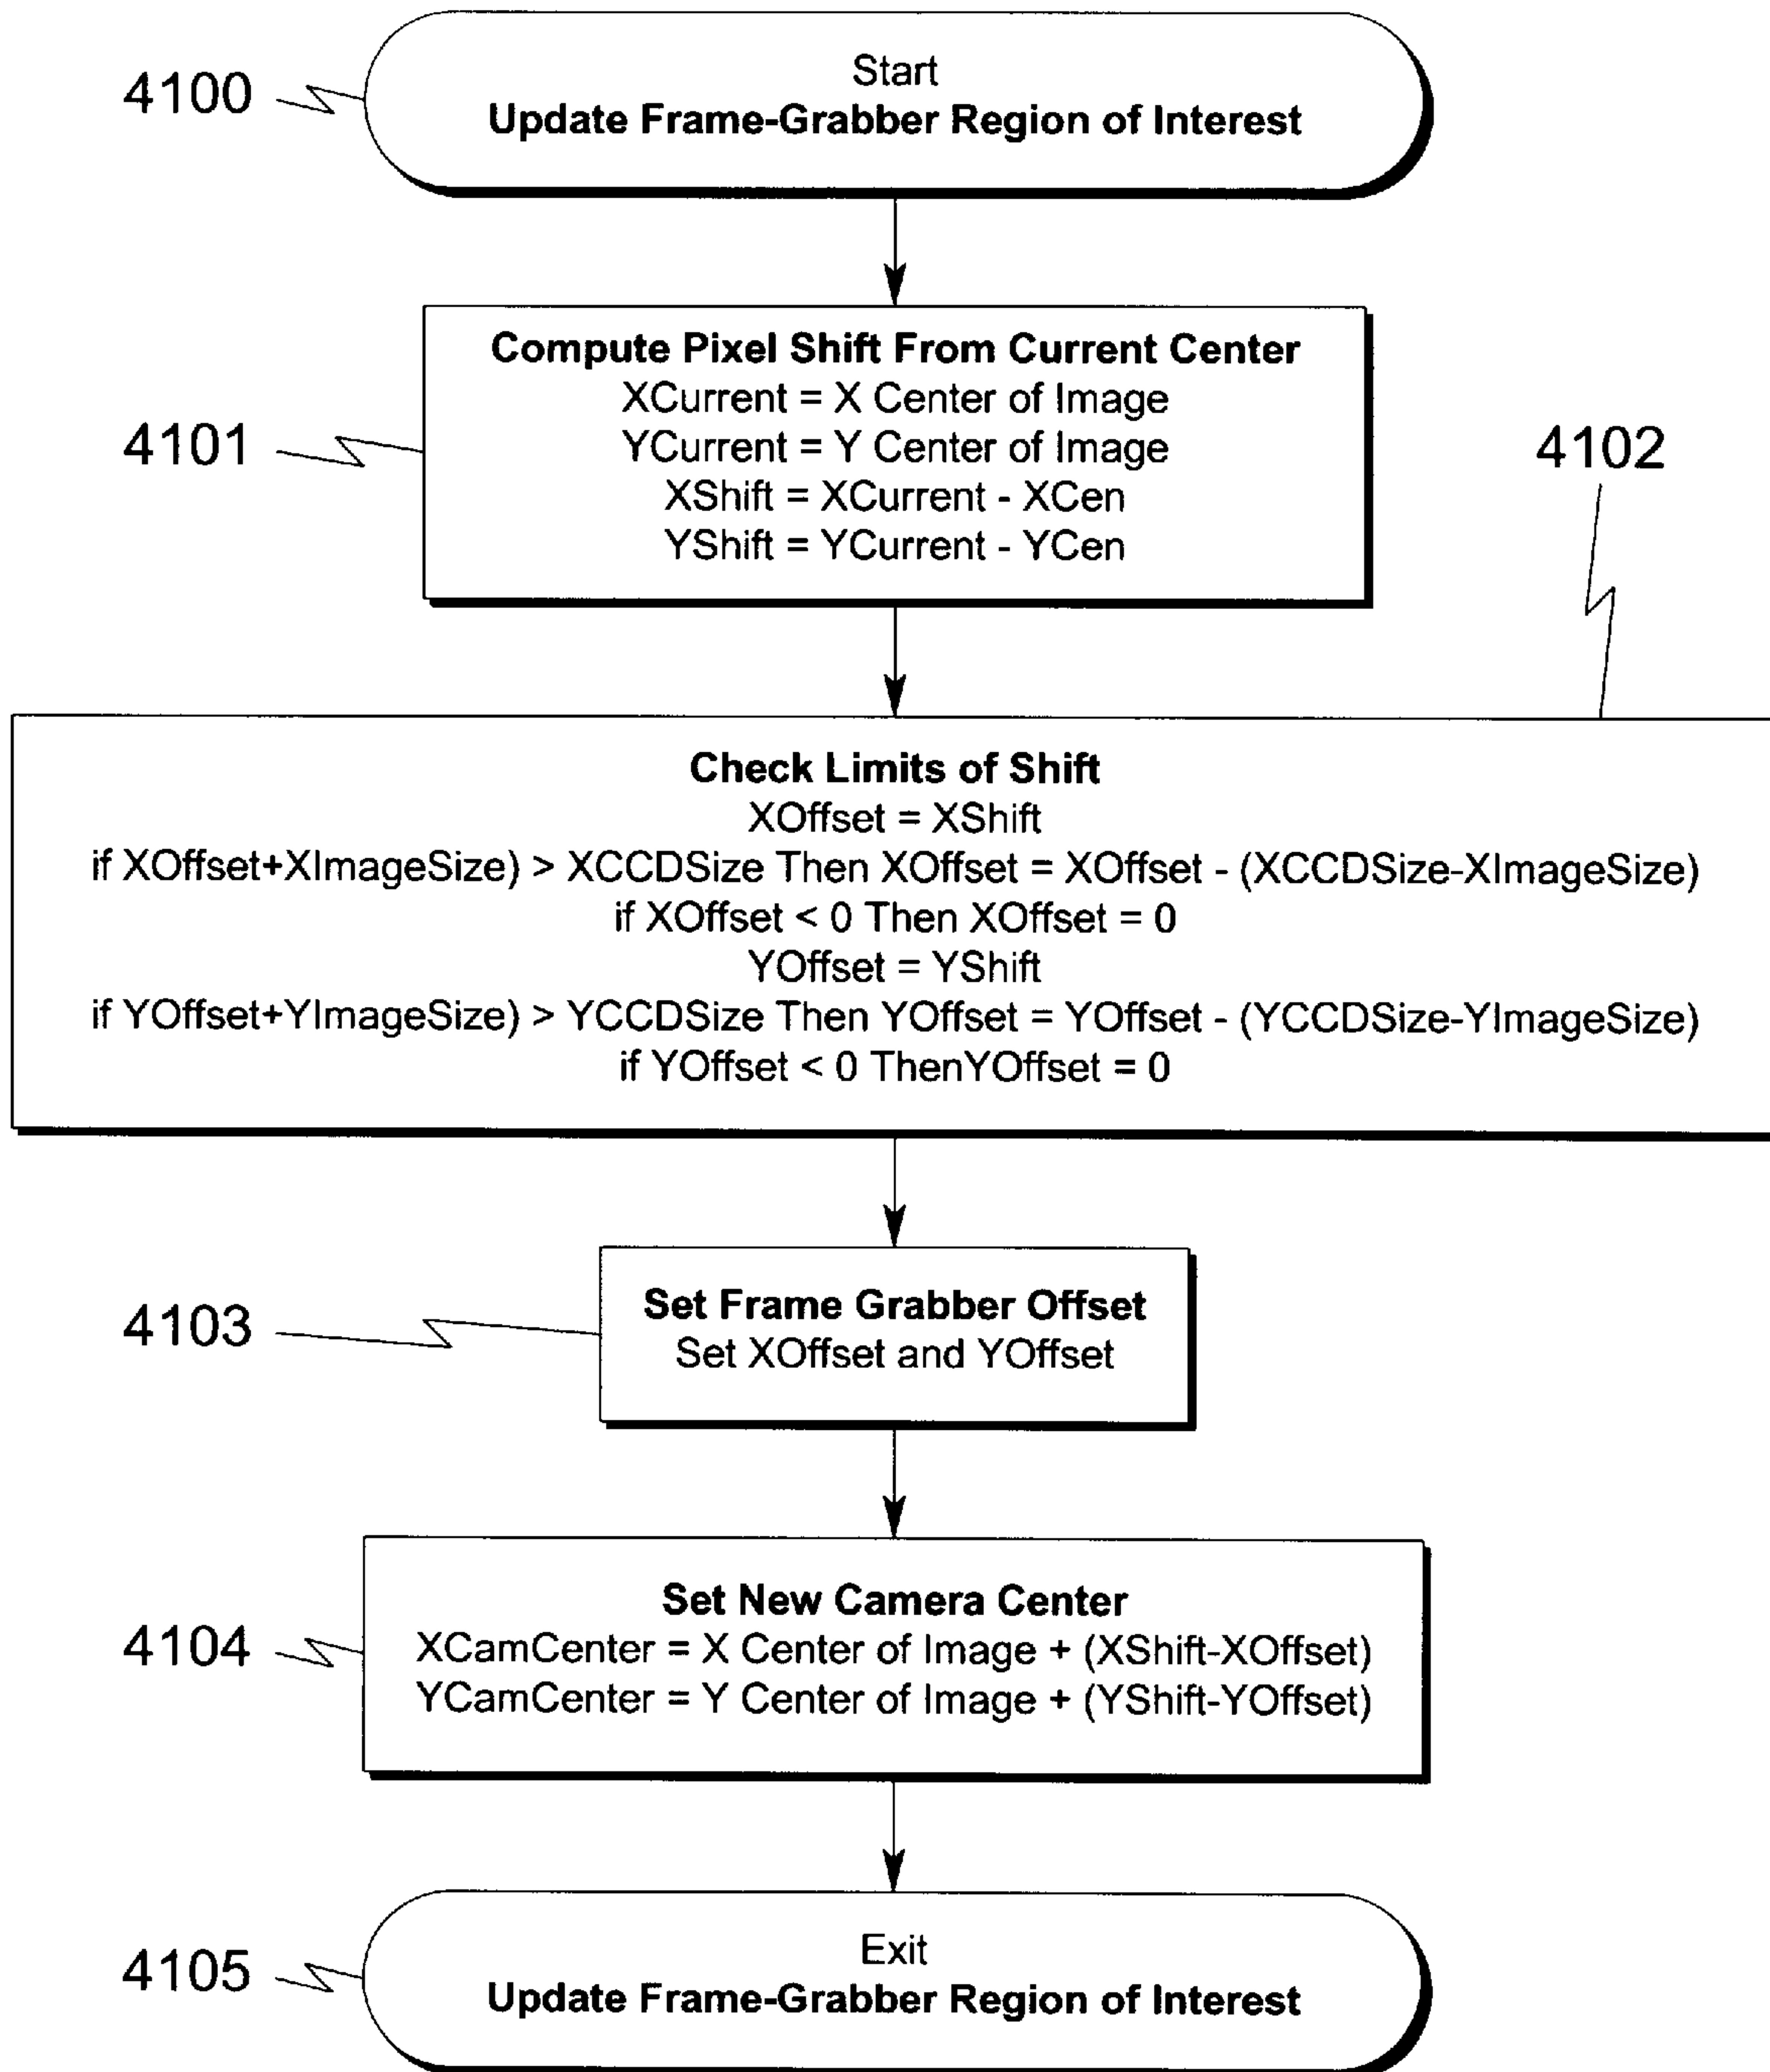 4100
Start
Update Frame-Grabber Region of Interest
4101
Compute Pixel Shift From Current Center
XCurrent = X Center of Image
YCurrent = Y Center of Image
XShift = XCurrent - XCen
YShift = YCurrent - YCen
4102
Check Limits of Shift
XOffset = XShift
if XOffset+XImageSize) > XCCDSize Then XOffset = XOffset - (XCCDSize-XImageSize)
if XOffset < 0 Then XOffset = 0
YOffset = YShift
if YOffset+YImageSize) > YCCDSize Then YOffset = YOffset - (YCCDSize-YImageSize)
if YOffset < 0 ThenYOffset = 0
4103
Set Frame Grabber Offset
Set XOffset and YOffset
4104
Set New Camera Center
XCamCenter = X Center of Image + (XShift-XOffset)
YCamCenter = Y Center of Image + (YShift-YOffset)
4105
Exit
Update Frame-Grabber Region of Interest